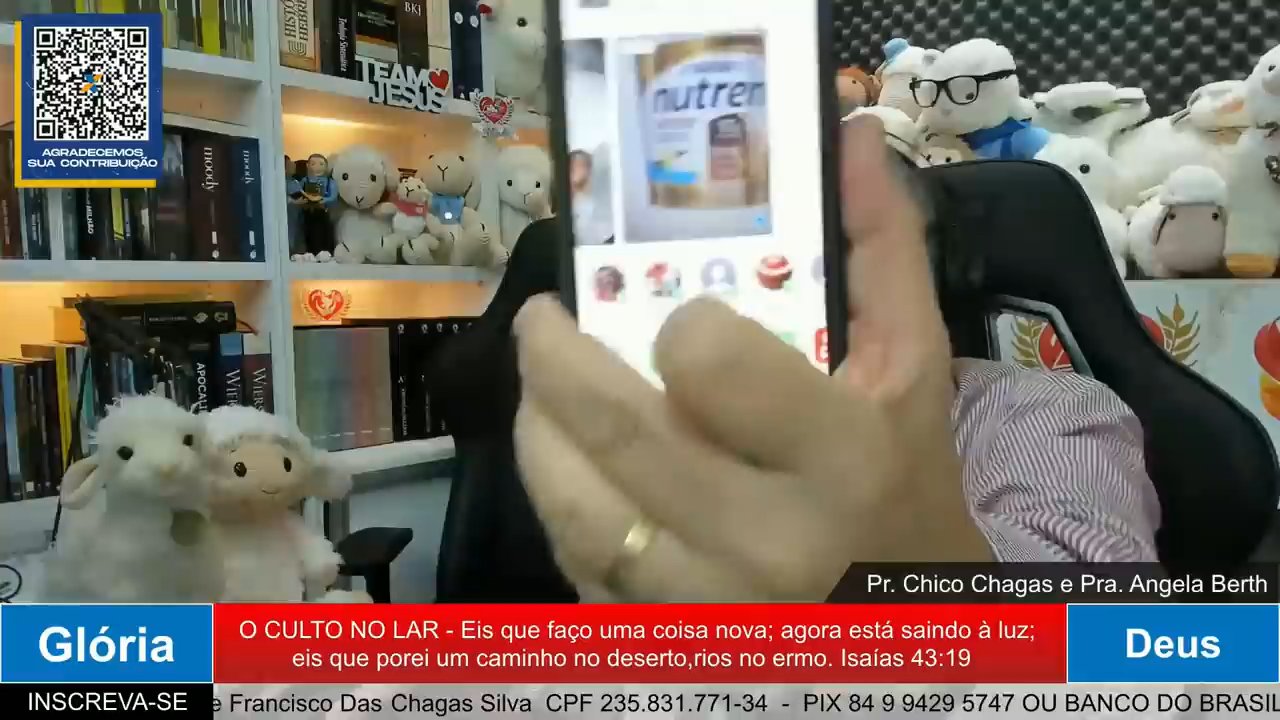 AGRADECEMOS
SUA CONTRIBUIÇÃO
BKJ
TEAM
JESUS
moody
moody
nutren
Pr. Chico Chagas e Pra. Angela Berth
Glória
O CULTO NO LAR - Eis que faço uma coisa nova; agora está saindo à luz;
eis que porei um caminho no deserto,rios no ermo. Isaías 43:19
Deus
INSCREVA-SE
e Francisco Das Chagas Silva CPF 235.831.771-34 - PIX 84 9 9429 5747 OU BANCO DO BRASIL